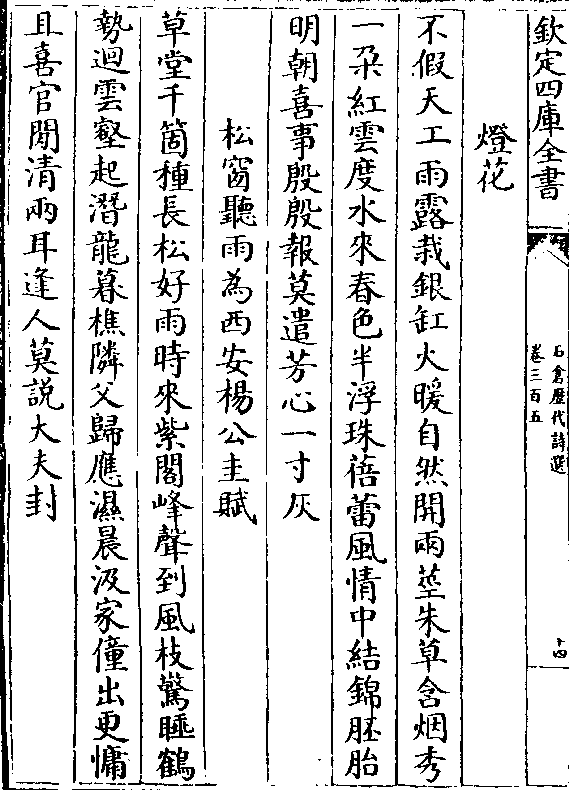 欽定四庫全書
石倉歷代詩選
卷三百五
十四
燈花
不假天工雨露栽銀缸火暖自然開兩莖朱草含烟秀
一朶紅雲度水來春色半浮珠蓓蕾風情中結錦胚胎
明朝喜事殷殷報莫遣芳心一寸灰
松窗聽雨為西安楊公圭賦
草堂千箇種長松好雨時來紫閣峰聲到風枝驚睡鶴
勢迴雲壑起潛龍暮樵隣父歸應濕晨汲家僮出更慵
且喜官閒清兩耳逢人莫説大夫封